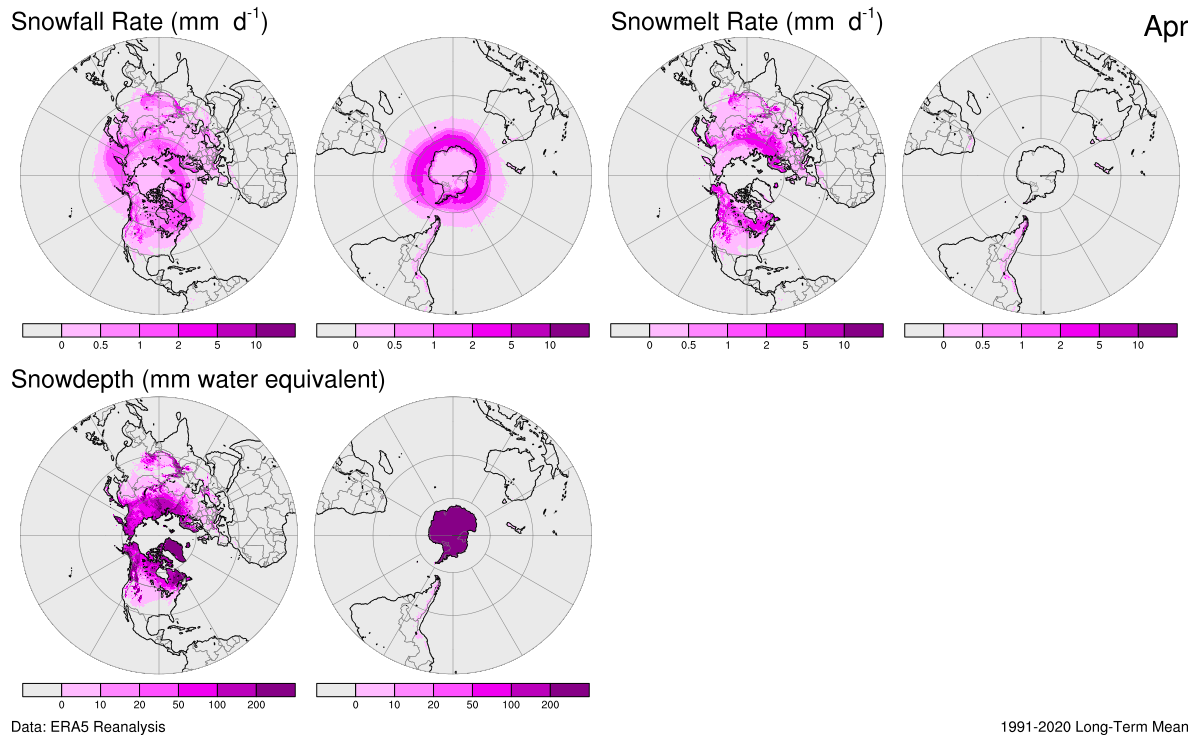 Snowfall Rate (mm d-1)
Snowmelt Rate (mm d-1)
Apr
0 0.5 1 2 5 10
0 0.5 1 2 5 10
0 0.5 1 2 5 10
0 0.5 1 2 5 10
Snowdepth (mm water equivalent)
0 10 20 50 100 200
0 10 20 50 100 200
Data: ERA5 Reanalysis
1991-2020 Long-Term Mean